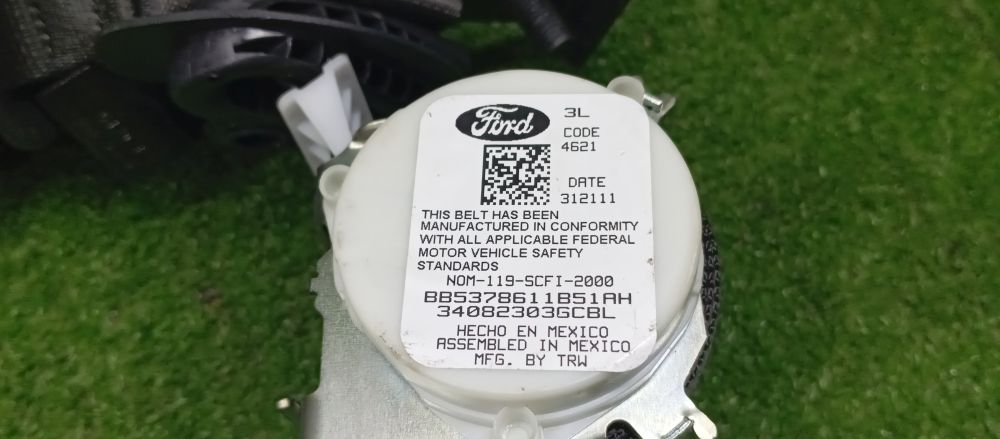 Ford
3L
CODE
4621
DATE
312111
THIS BELT HAS BEEN
MANUFACTURED IN CONFORMITY
WITH ALL APPLICABLE FEDERAL
MOTOR VEHICLE SAFETY
STANDARDS
NOM-119-SCFI-2000
BB5378611B51AH
34082303GCBL
HECHO EN MEXICO
ASSEMBLED IN MEXICO
MFG. BY TRW